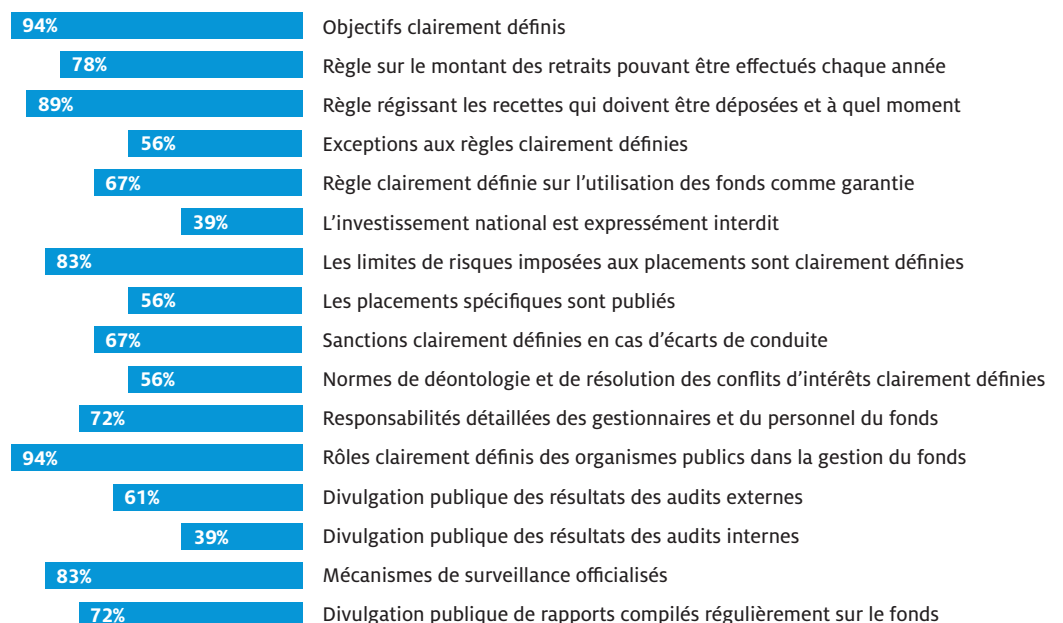 94% Objectifs clairement définis
78% Règle sur le montant des retraits pouvant être effectués chaque année
89% Règle régissant les recettes qui doivent être déposées et à quel moment
56% Exceptions aux règles clairement définies
67% Règle clairement définie sur l’utilisation des fonds comme garantie
39% L’investissement national est expressément interdit
83% Les limites de risques imposées aux placements sont clairement définies
56% Les placements spécifiques sont publiés
67% Sanctions clairement définies en cas d’écarts de conduite
56% Normes de déontologie et de résolution des conflits d’intérêts clairement définies
72% Responsabilités détaillées des gestionnaires et du personnel du fonds
94% Rôles clairement définis des organismes publics dans la gestion du fonds
61% Divulgation publique des résultats des audits externes
39% Divulgation publique des résultats des audits internes
83% Mécanismes de surveillance officialisés
72% Divulgation publique de rapports compilés régulièrement sur le fonds